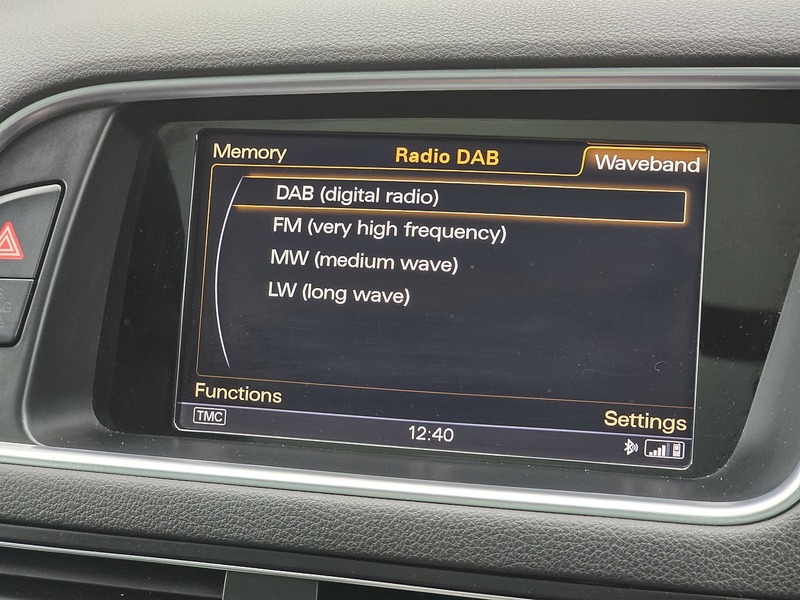 Memory
Radio DAB
Waveband
DAB (digital radio)
FM (very high frequency)
MW (medium wave)
LW (long wave)
Functions
Settings
TMC
12:40